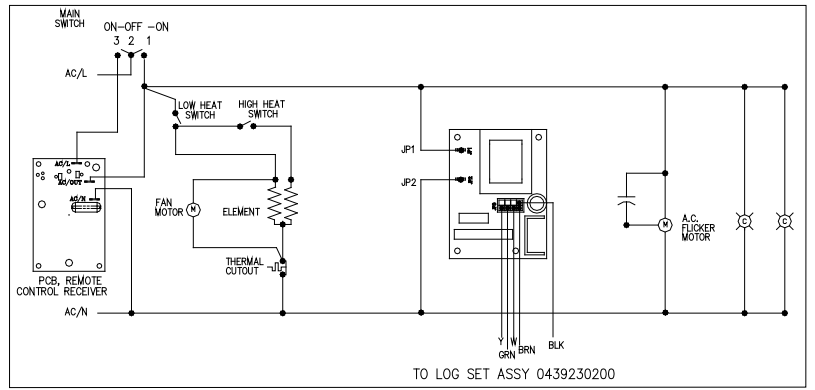 MAIN
SWITCH
ON-OFF -ON
3 2 1
AC/L
LOW HEAT
SWITCH
HIGH HEAT
SWITCH
JP1
JP2
AC/L
AC/OUT
AC/N
FAN
MOTOR
M
ELEMENT
THERMAL
CUTOUT
M
A.C.
FLICKER
MOTOR
C
C
PCB, REMOTE
CONTROL RECEIVER
AC/N
Y
GRN
W
BRN
BLK
TO LOG SET ASSY 0439230200